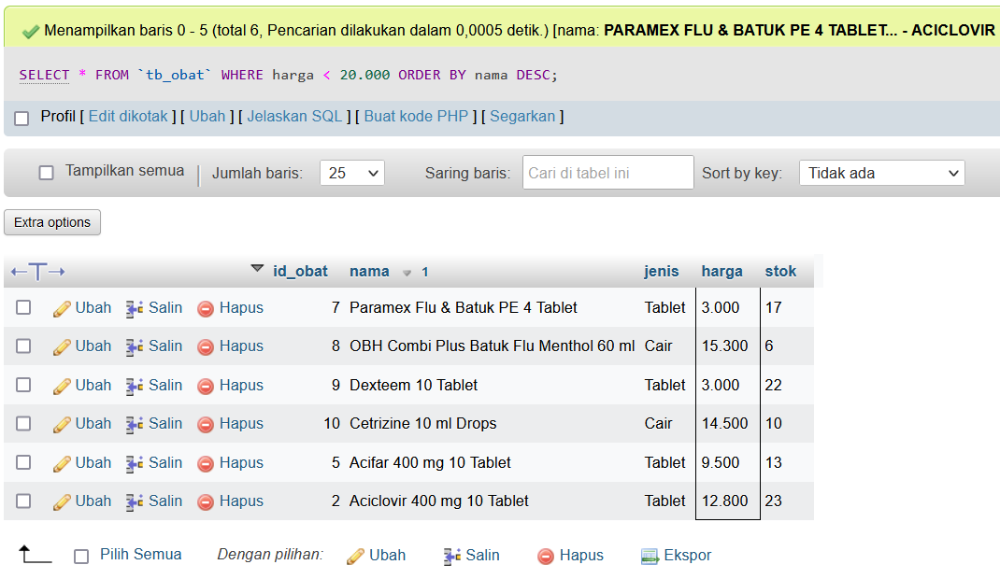 Menampilkan baris 0 - 5 (total 6, Pencarian dilakukan dalam 0,0005 detik.) [nama: PARAMEX FLU & BATUK PE 4 TABLET... - ACICLOVIR
SELECT * FROM `tb_obat` WHERE harga < 20.000 ORDER BY nama DESC;
Profil [ Edit dikotak ] [ Ubah ] [ Jelaskan SQL ] [ Buat kode PHP ] [ Segarkan ]
Tampilkan semua | Jumlah baris: 25 Saring baris: Cari di tabel ini Sort by key: Tidak ada
Extra options
id_obat nama 1 jenis harga stok
Ubah Salin Hapus 7 Paramex Flu & Batuk PE 4 Tablet Tablet 3.000 17
Ubah Salin Hapus 8 OBH Combi Plus Batuk Flu Menthol 60 ml Cair 15.300 6
Ubah Salin Hapus 9 Dexteem 10 Tablet Tablet 3.000 22
Ubah Salin Hapus 10 Cetrizine 10 ml Drops Cair 14.500 10
Ubah Salin Hapus 5 Acifar 400 mg 10 Tablet Tablet 9.500 13
Ubah Salin Hapus 2 Aciclovir 400 mg 10 Tablet Tablet 12.800 23
Pilih Semua Dengan pilihan: Ubah Salin Hapus Ekspor